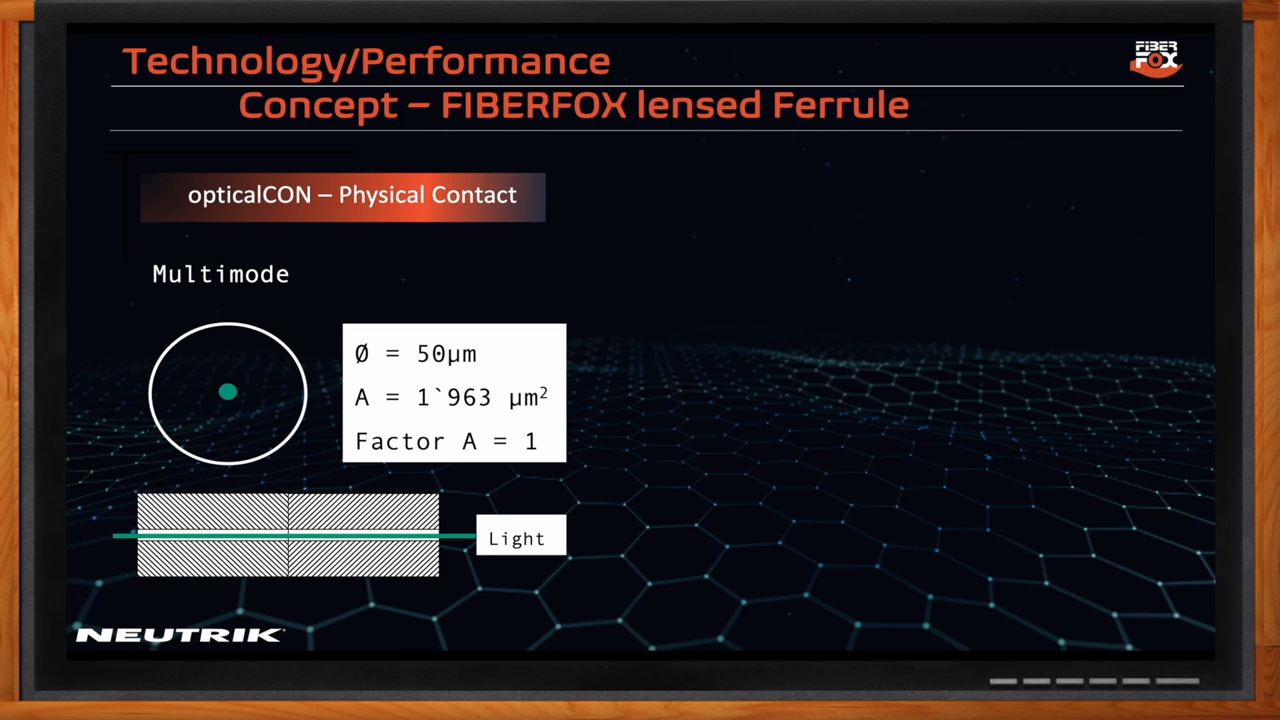 Technology/Performance
FIBER
FOX
Concept – FIBERFOX lensed Ferrule
opticalCON – Physical Contact
Multimode
Ø = 50µm
A = 1`963 µm²
Factor A = 1
Light
NEUTRIK